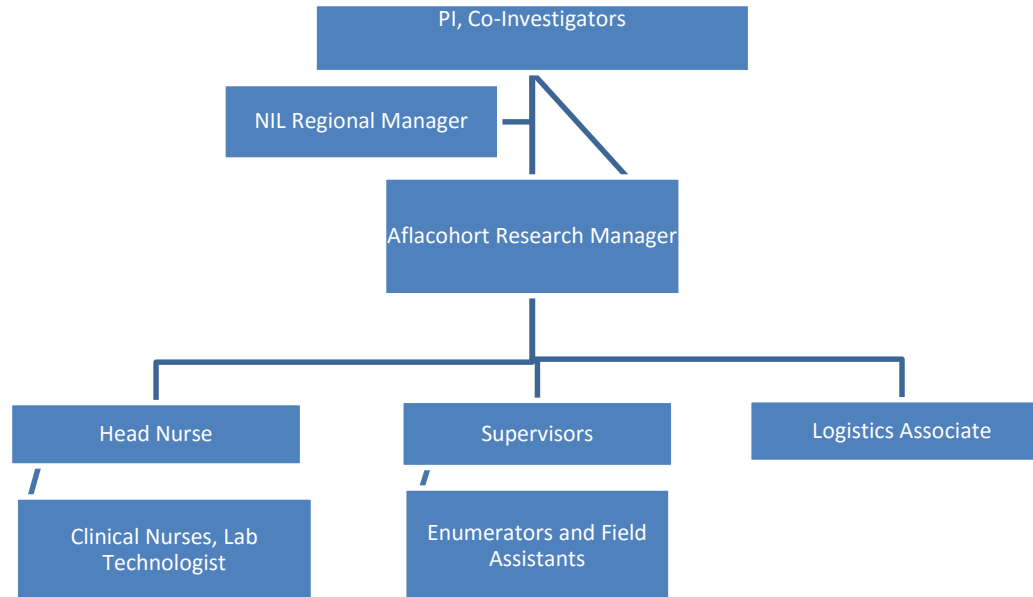 PI, Co-Investigators
NIL Regional Manager
Aflacohort Research Manager
Head Nurse
Supervisors
Logistics Associate
Clinical Nurses, Lab
Technologist
Enumerators and Field
Assistants